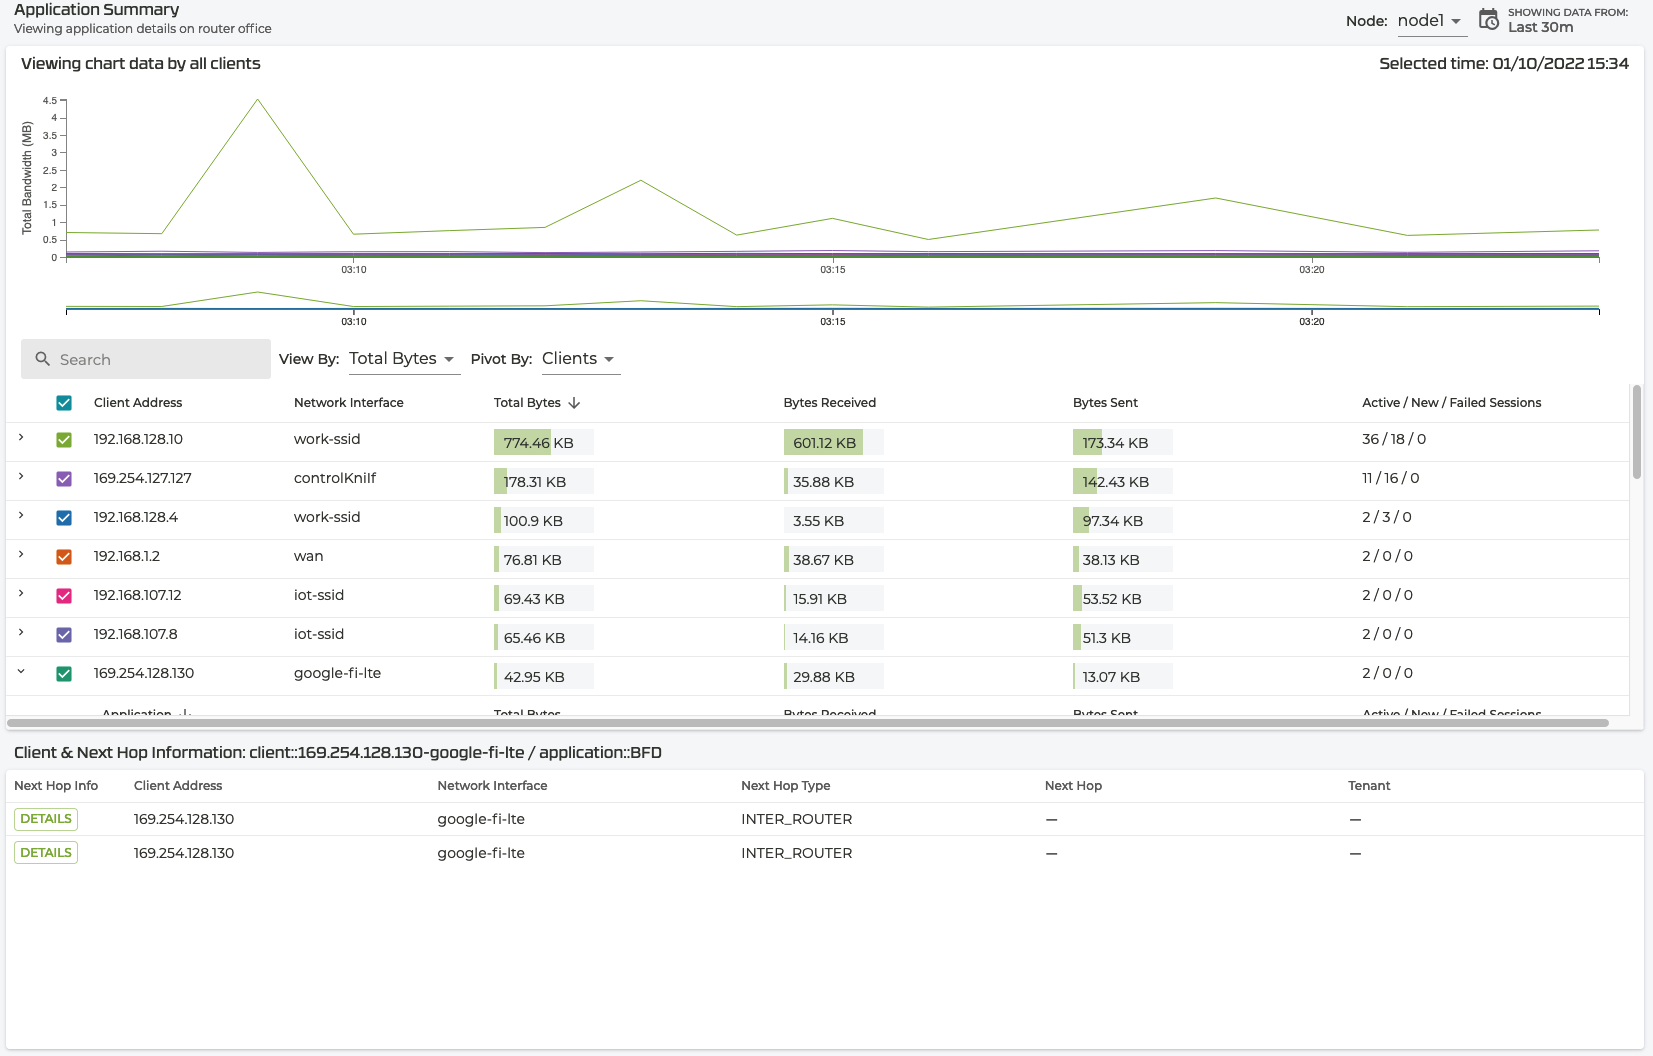 Application Summary
Viewing application details on router office
Node: node1
SHOWING DATA FROM:
Last 30m
Viewing chart data by all clients
Selected time: 01/10/2022 15:34
Total Bandwidth (MB)
4.5
4
3.5
3
2.5
2
1.5
1
0.5
0
03:10 03:15 03:20
03:10 03:15 03:20
Search View By: Total Bytes Pivot By: Clients
Client Address Network Interface Total Bytes Bytes Received Bytes Sent Active / New / Failed Sessions
192.168.128.10 work-ssid 774.46 KB 601.12 KB 173.34 KB 36 / 18 / 0
169.254.127.127 controlKniIf 178.31 KB 35.88 KB 142.43 KB 11 / 16 / 0
192.168.128.4 work-ssid 100.9 KB 3.55 KB 97.34 KB 2 / 3 / 0
192.168.1.2 wan 76.81 KB 38.67 KB 38.13 KB 2 / 0 / 0
192.168.107.12 iot-ssid 69.43 KB 15.91 KB 53.52 KB 2 / 0 / 0
192.168.107.8 iot-ssid 65.46 KB 14.16 KB 51.3 KB 2 / 0 / 0
169.254.128.130 google-fi-lte 42.95 KB 29.88 KB 13.07 KB 2 / 0 / 0
Application Total Bytes Bytes Received Bytes Sent Active / New / Failed Sessions
Client & Next Hop Information: client::169.254.128.130-google-fi-lte / application::BFD
Next Hop Info Client Address Network Interface Next Hop Type Next Hop Tenant
DETAILS 169.254.128.130 google-fi-lte INTER_ROUTER — —
DETAILS 169.254.128.130 google-fi-lte INTER_ROUTER — —